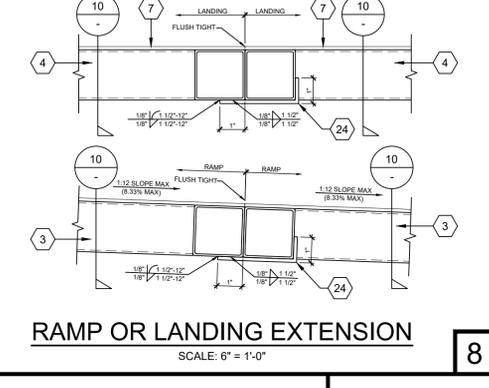 10
-
7
LANDING LANDING
FLUSH TIGHT
7
10
-
4
4
1"
1/8" 1 1/2"-12"
1/8" 1 1/2"-12"
1"
1/8" 1 1/2"
1/8" 1 1/2"
24
10
-
RAMP RAMP
FLUSH TIGHT
10
-
1:12 SLOPE MAX
(8.33% MAX)
1:12 SLOPE MAX
(8.33% MAX)
3
3
1"
1/8" 1 1/2"-12"
1/8" 1 1/2"-12"
1"
1/8" 1 1/2"
1/8" 1 1/2"
24
RAMP OR LANDING EXTENSION
SCALE: 6" = 1'-0"
8